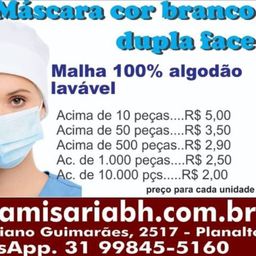 Máscara cor branco
dupla face
Malha 100% algodão
lavável
Acima de 10 peças....R$ 5,00
Acima de 50 peças...R$ 3,50
Acima de 500 peças..R$ 2,90
Ac. de 1.000 peças...R$ 2,50
Ac. de 10.000 pçs.....R$ 2,00
preço para cada unidade
amisariabh.com.br
iano Guimarães, 2517 - Planalto
sApp. 31 99845-5160